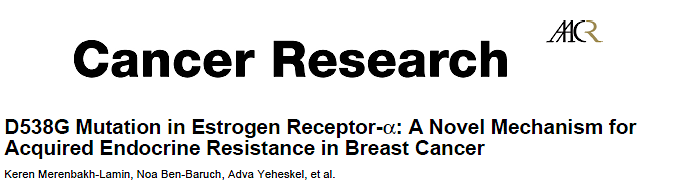 AACR
Cancer Research
D538G Mutation in Estrogen Receptor-α: A Novel Mechanism for
Acquired Endocrine Resistance in Breast Cancer
Keren Merenbakh-Lamin, Noa Ben-Baruch, Adva Yeheskel, et al.